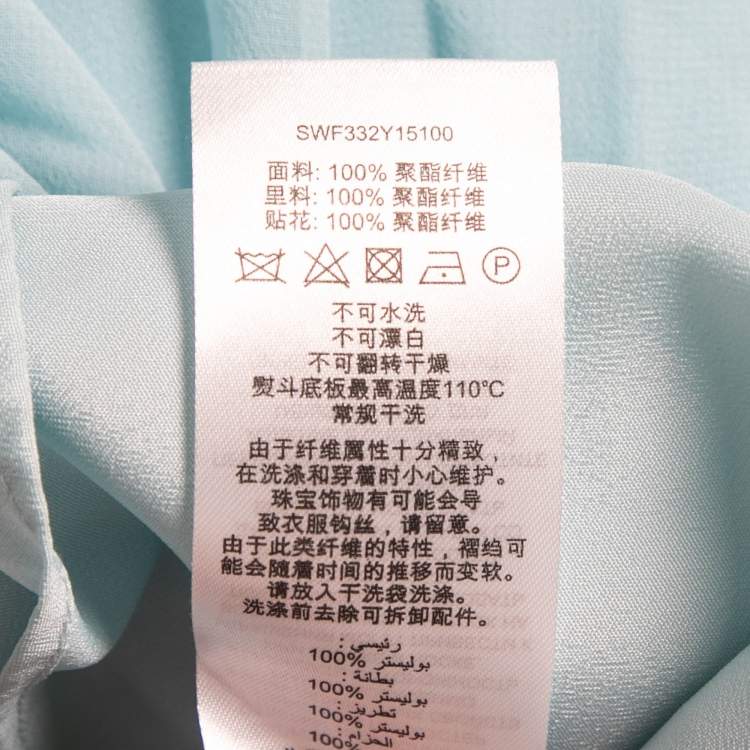 SWF332Y15100
面料: 100% 聚酯纤维
里料: 100% 聚酯纤维
贴花: 100% 聚酯纤维
P
不可水洗
不可漂白
不可翻转干燥
熨斗底板最高温度110℃
常规干洗
由于纤维属性十分精致，
在洗涤和穿着时小心维护。
珠宝饰物有可能会导
致衣服钩丝，请留意。
由于此类纤维的特性，褶绉可
能会随着时间的推移而变软。
请放入干洗袋洗涤。
洗涤前去除可拆卸配件。
رئيسي:
100% بوليستر
بطانة:
100% بوليستر
تطريز:
100% بوليستر
الحزام:
100%